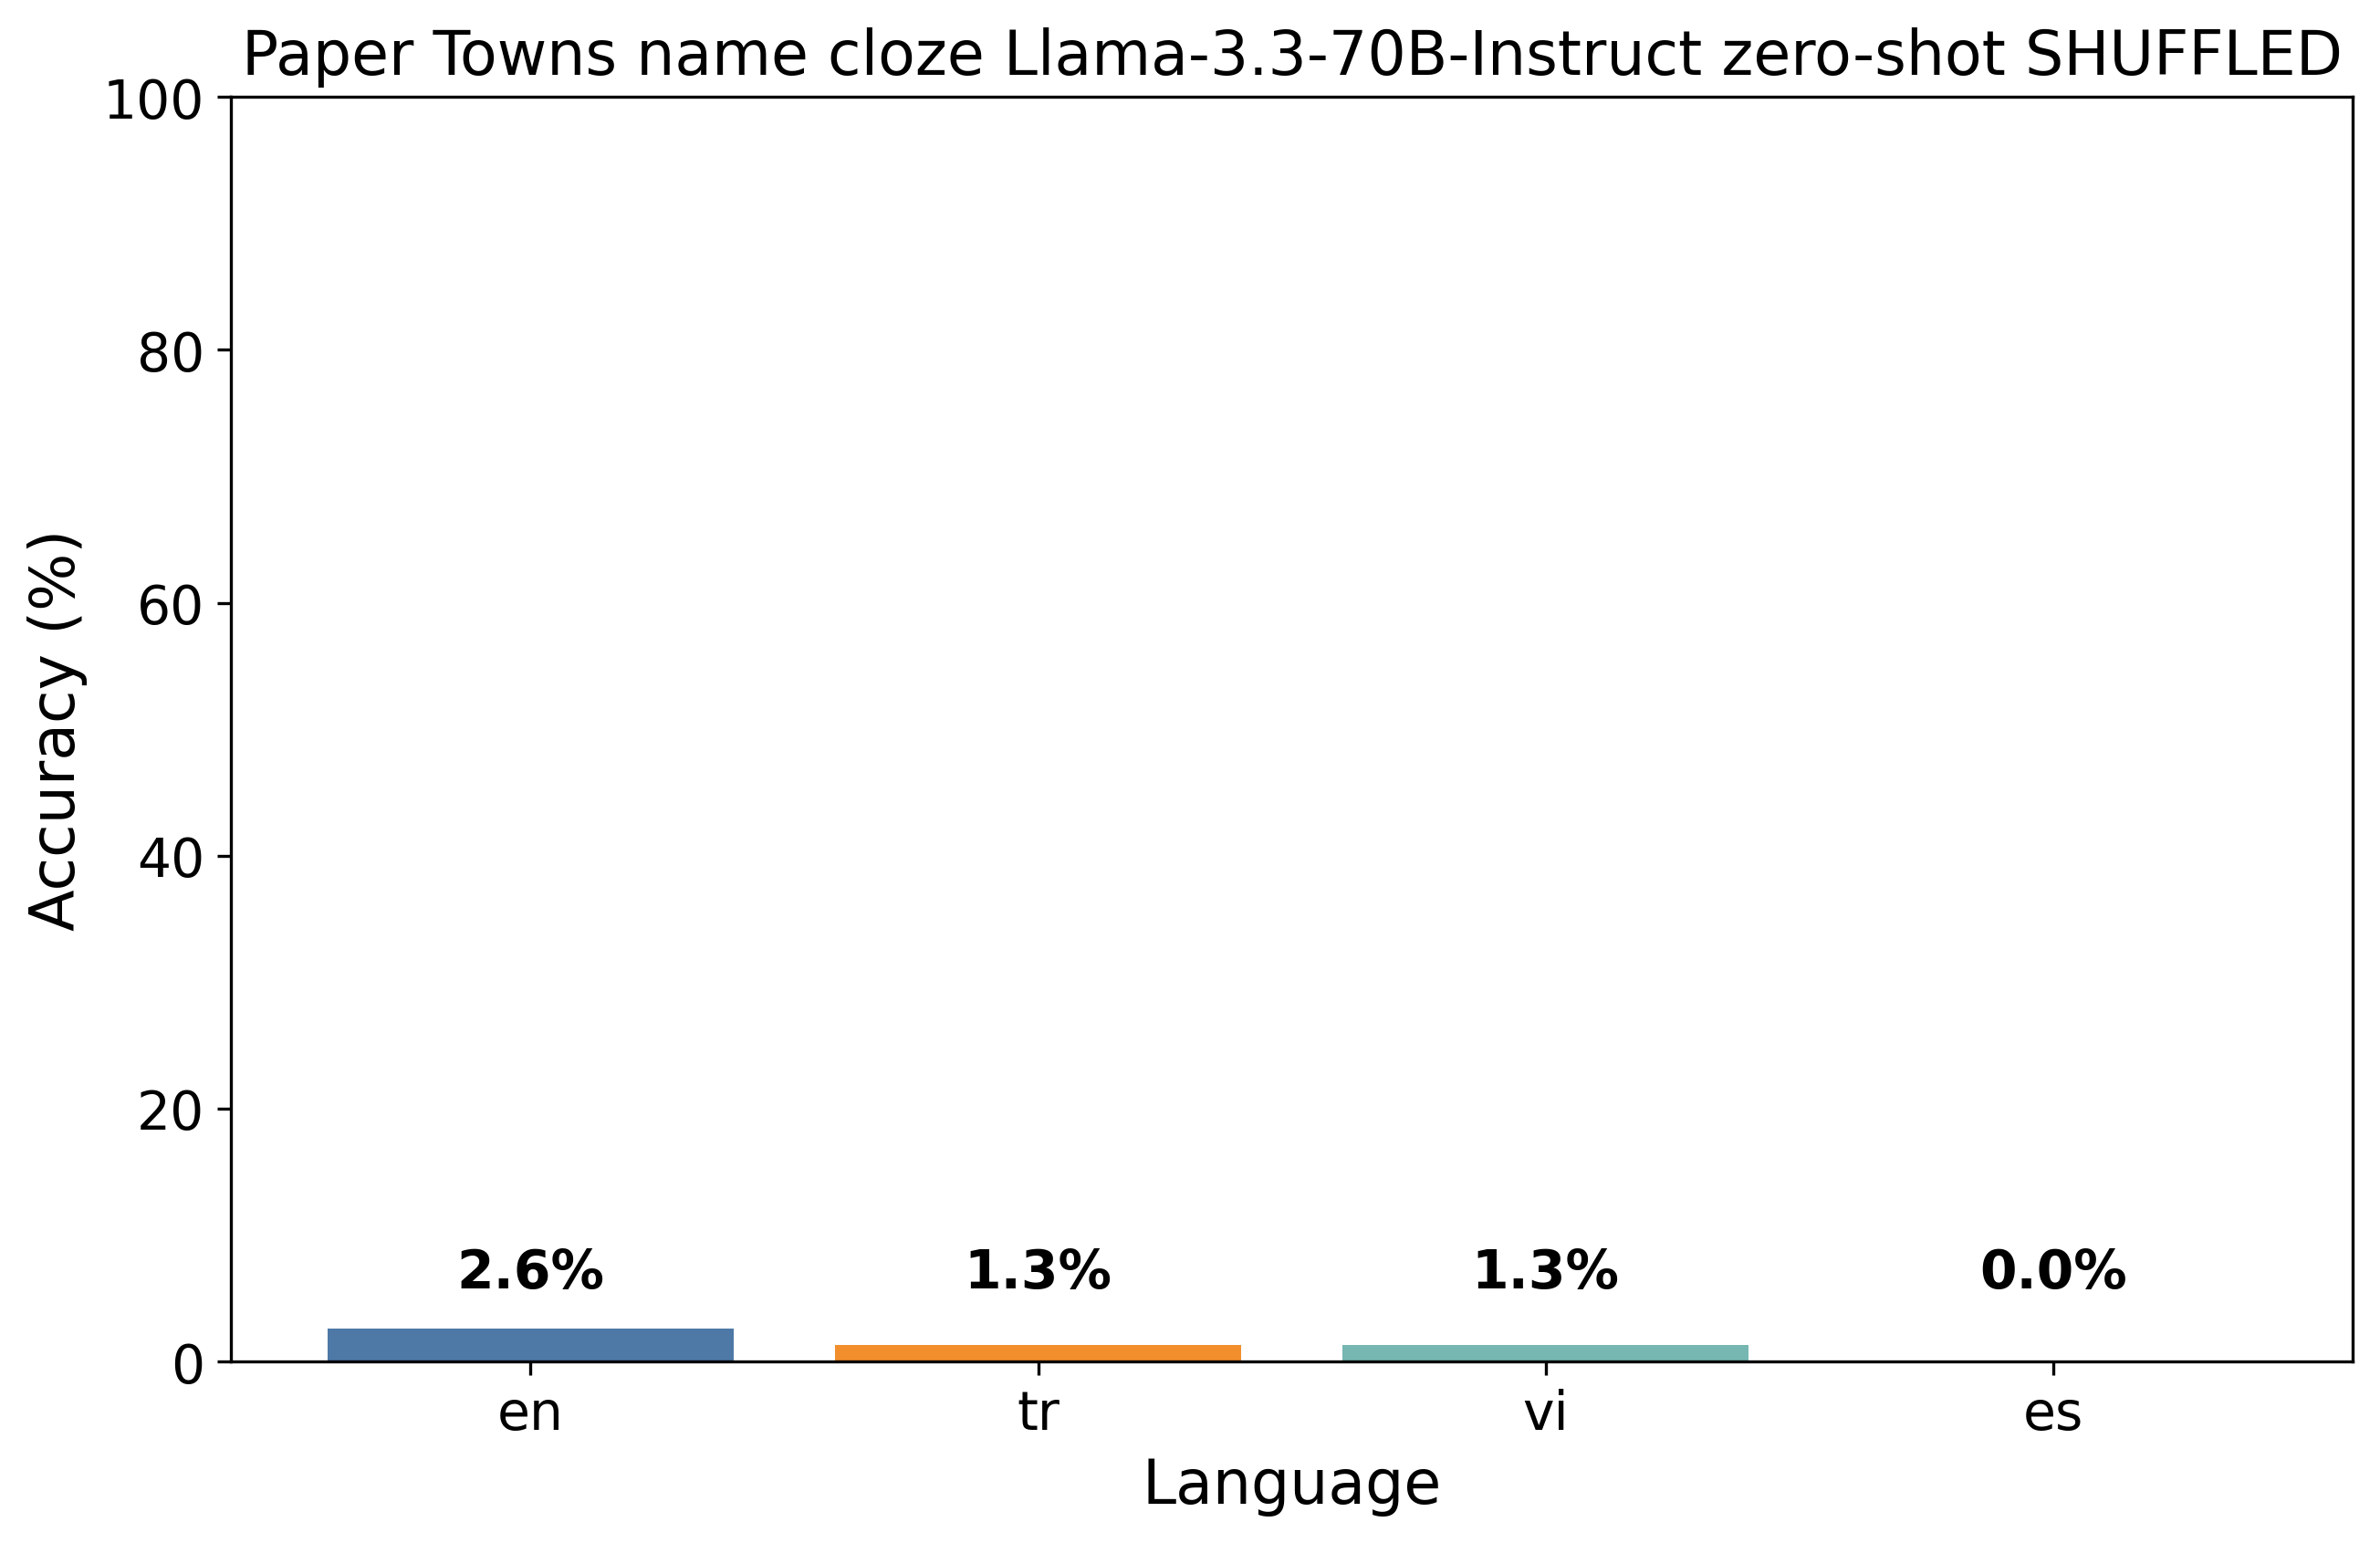 Paper Towns name cloze Llama-3.3-70B-Instruct zero-shot SHUFFLED
100
80
60
40
20
0
Accuracy (%)
2.6%
1.3%
1.3%
0.0%
en
tr
vi
es
Language